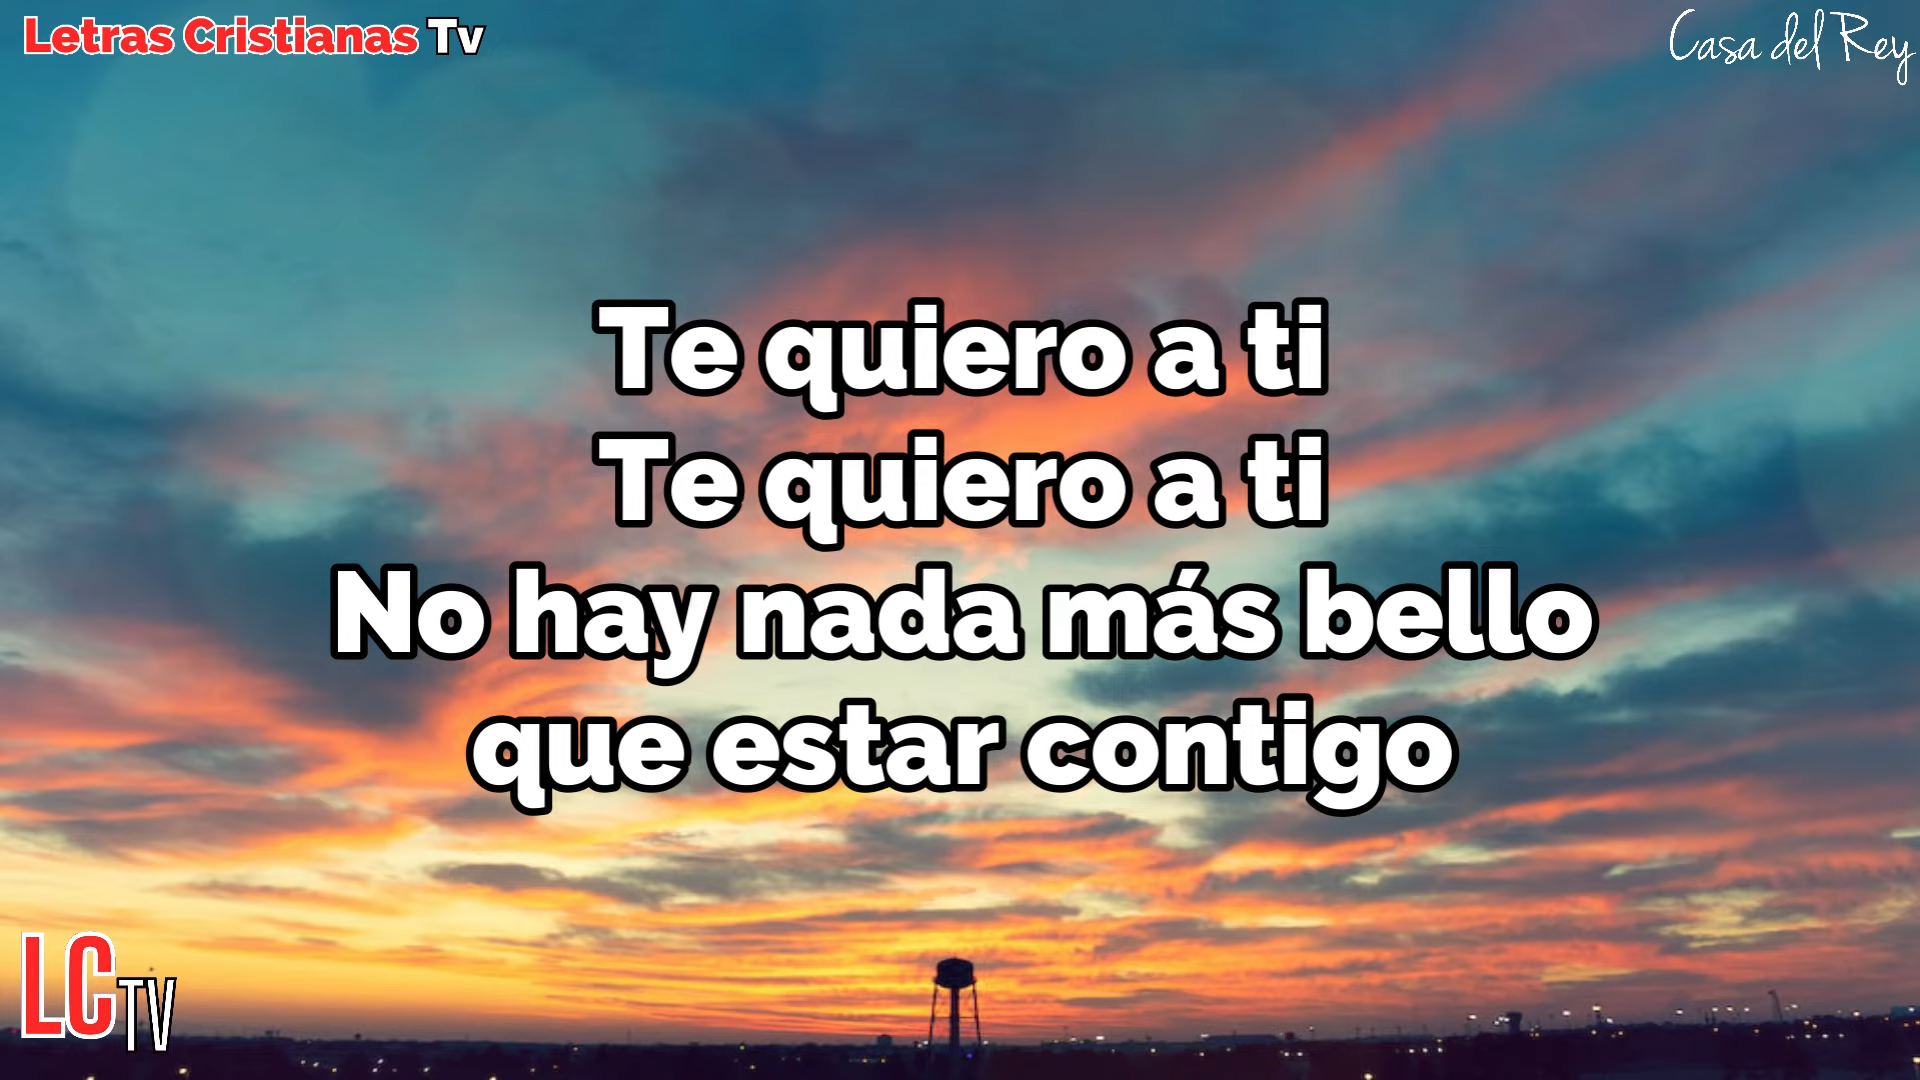 Letras Cristianas Tv
Casa del Rey
Te quiero a ti
Te quiero a ti
No hay nada más bello
que estar contigo
LC TV